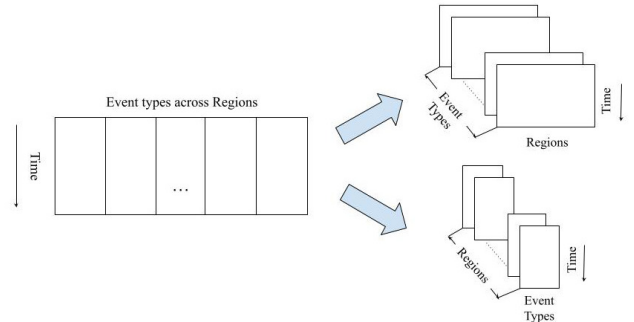 Event types across Regions
Time
...
Event
Types
Time
Regions
Regions
Time
Event
Types